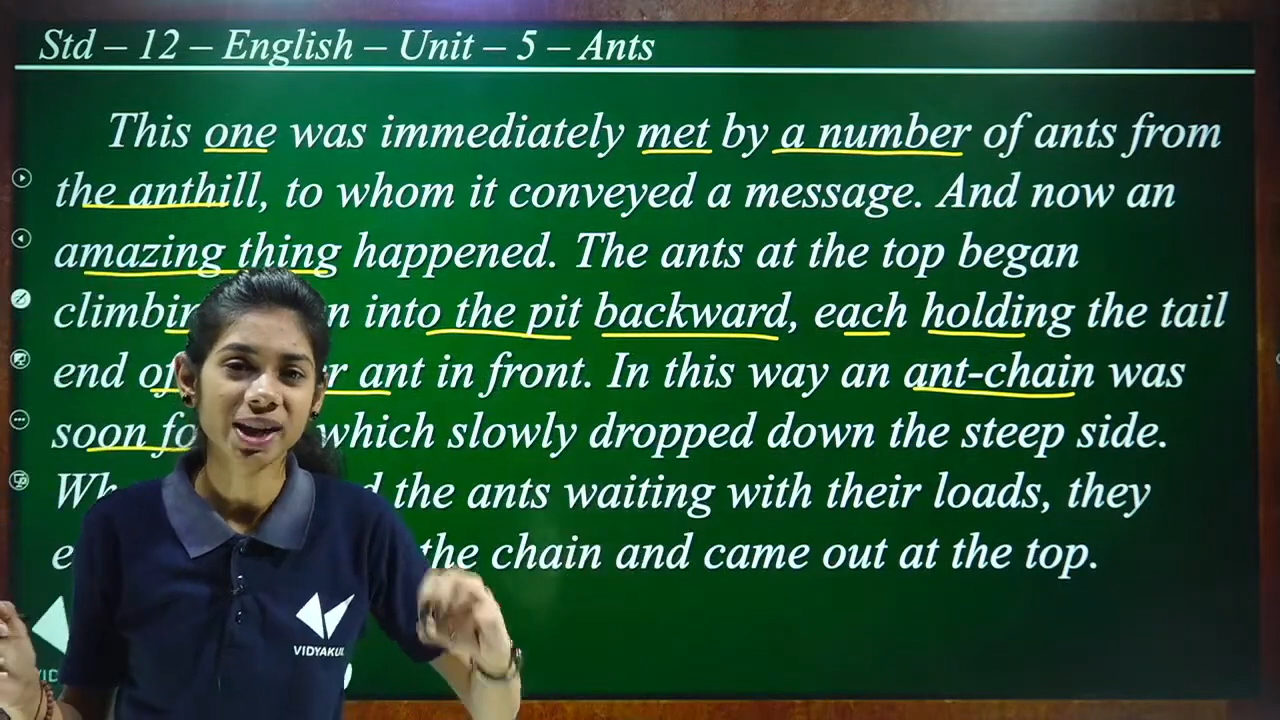 Std – 12 – English – Unit – 5 – Ants
This one was immediately met by a number of ants from
the anthill, to whom it conveyed a message. And now an
amazing thing happened. The ants at the top began
into the pit backward, each holding the tail
end ant in front. In this way an ant-chain was
soon which slowly dropped down the steep side.
the ants waiting with their loads, they
the chain and came out at the top.
VIDYAKUL